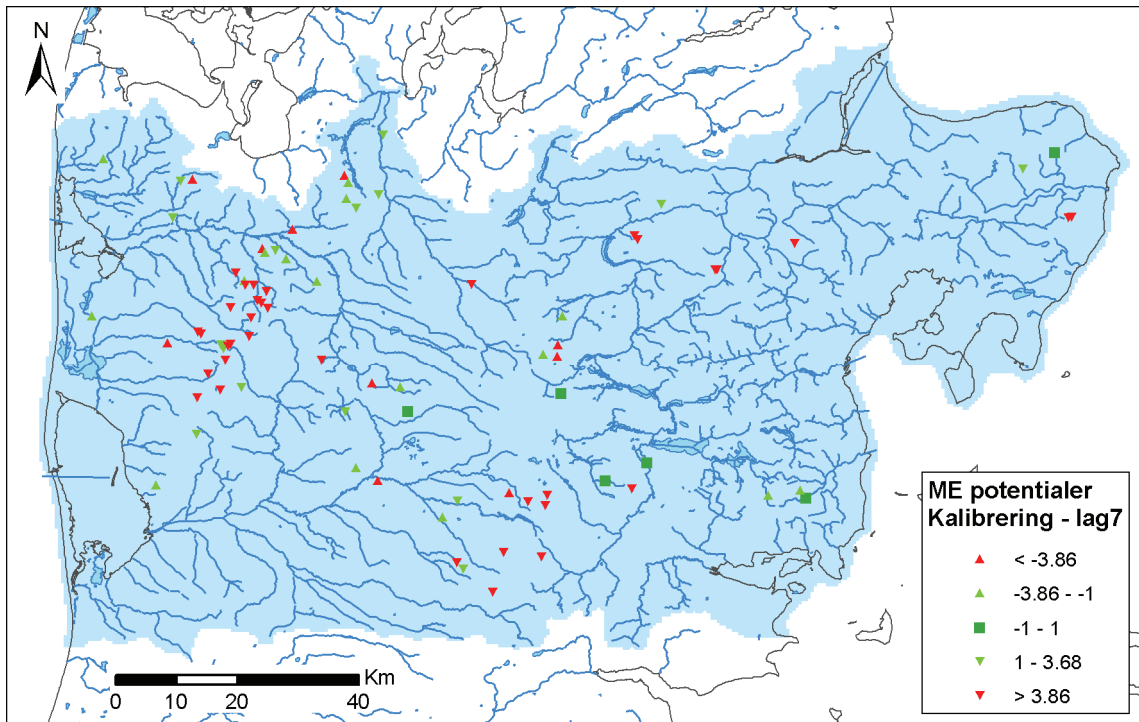 N
ME potentialer
Kalibrering - lag7
< -3.86
-3.86 - -1
-1 - 1
1 - 3.68
> 3.86
Km
0 10 20 40